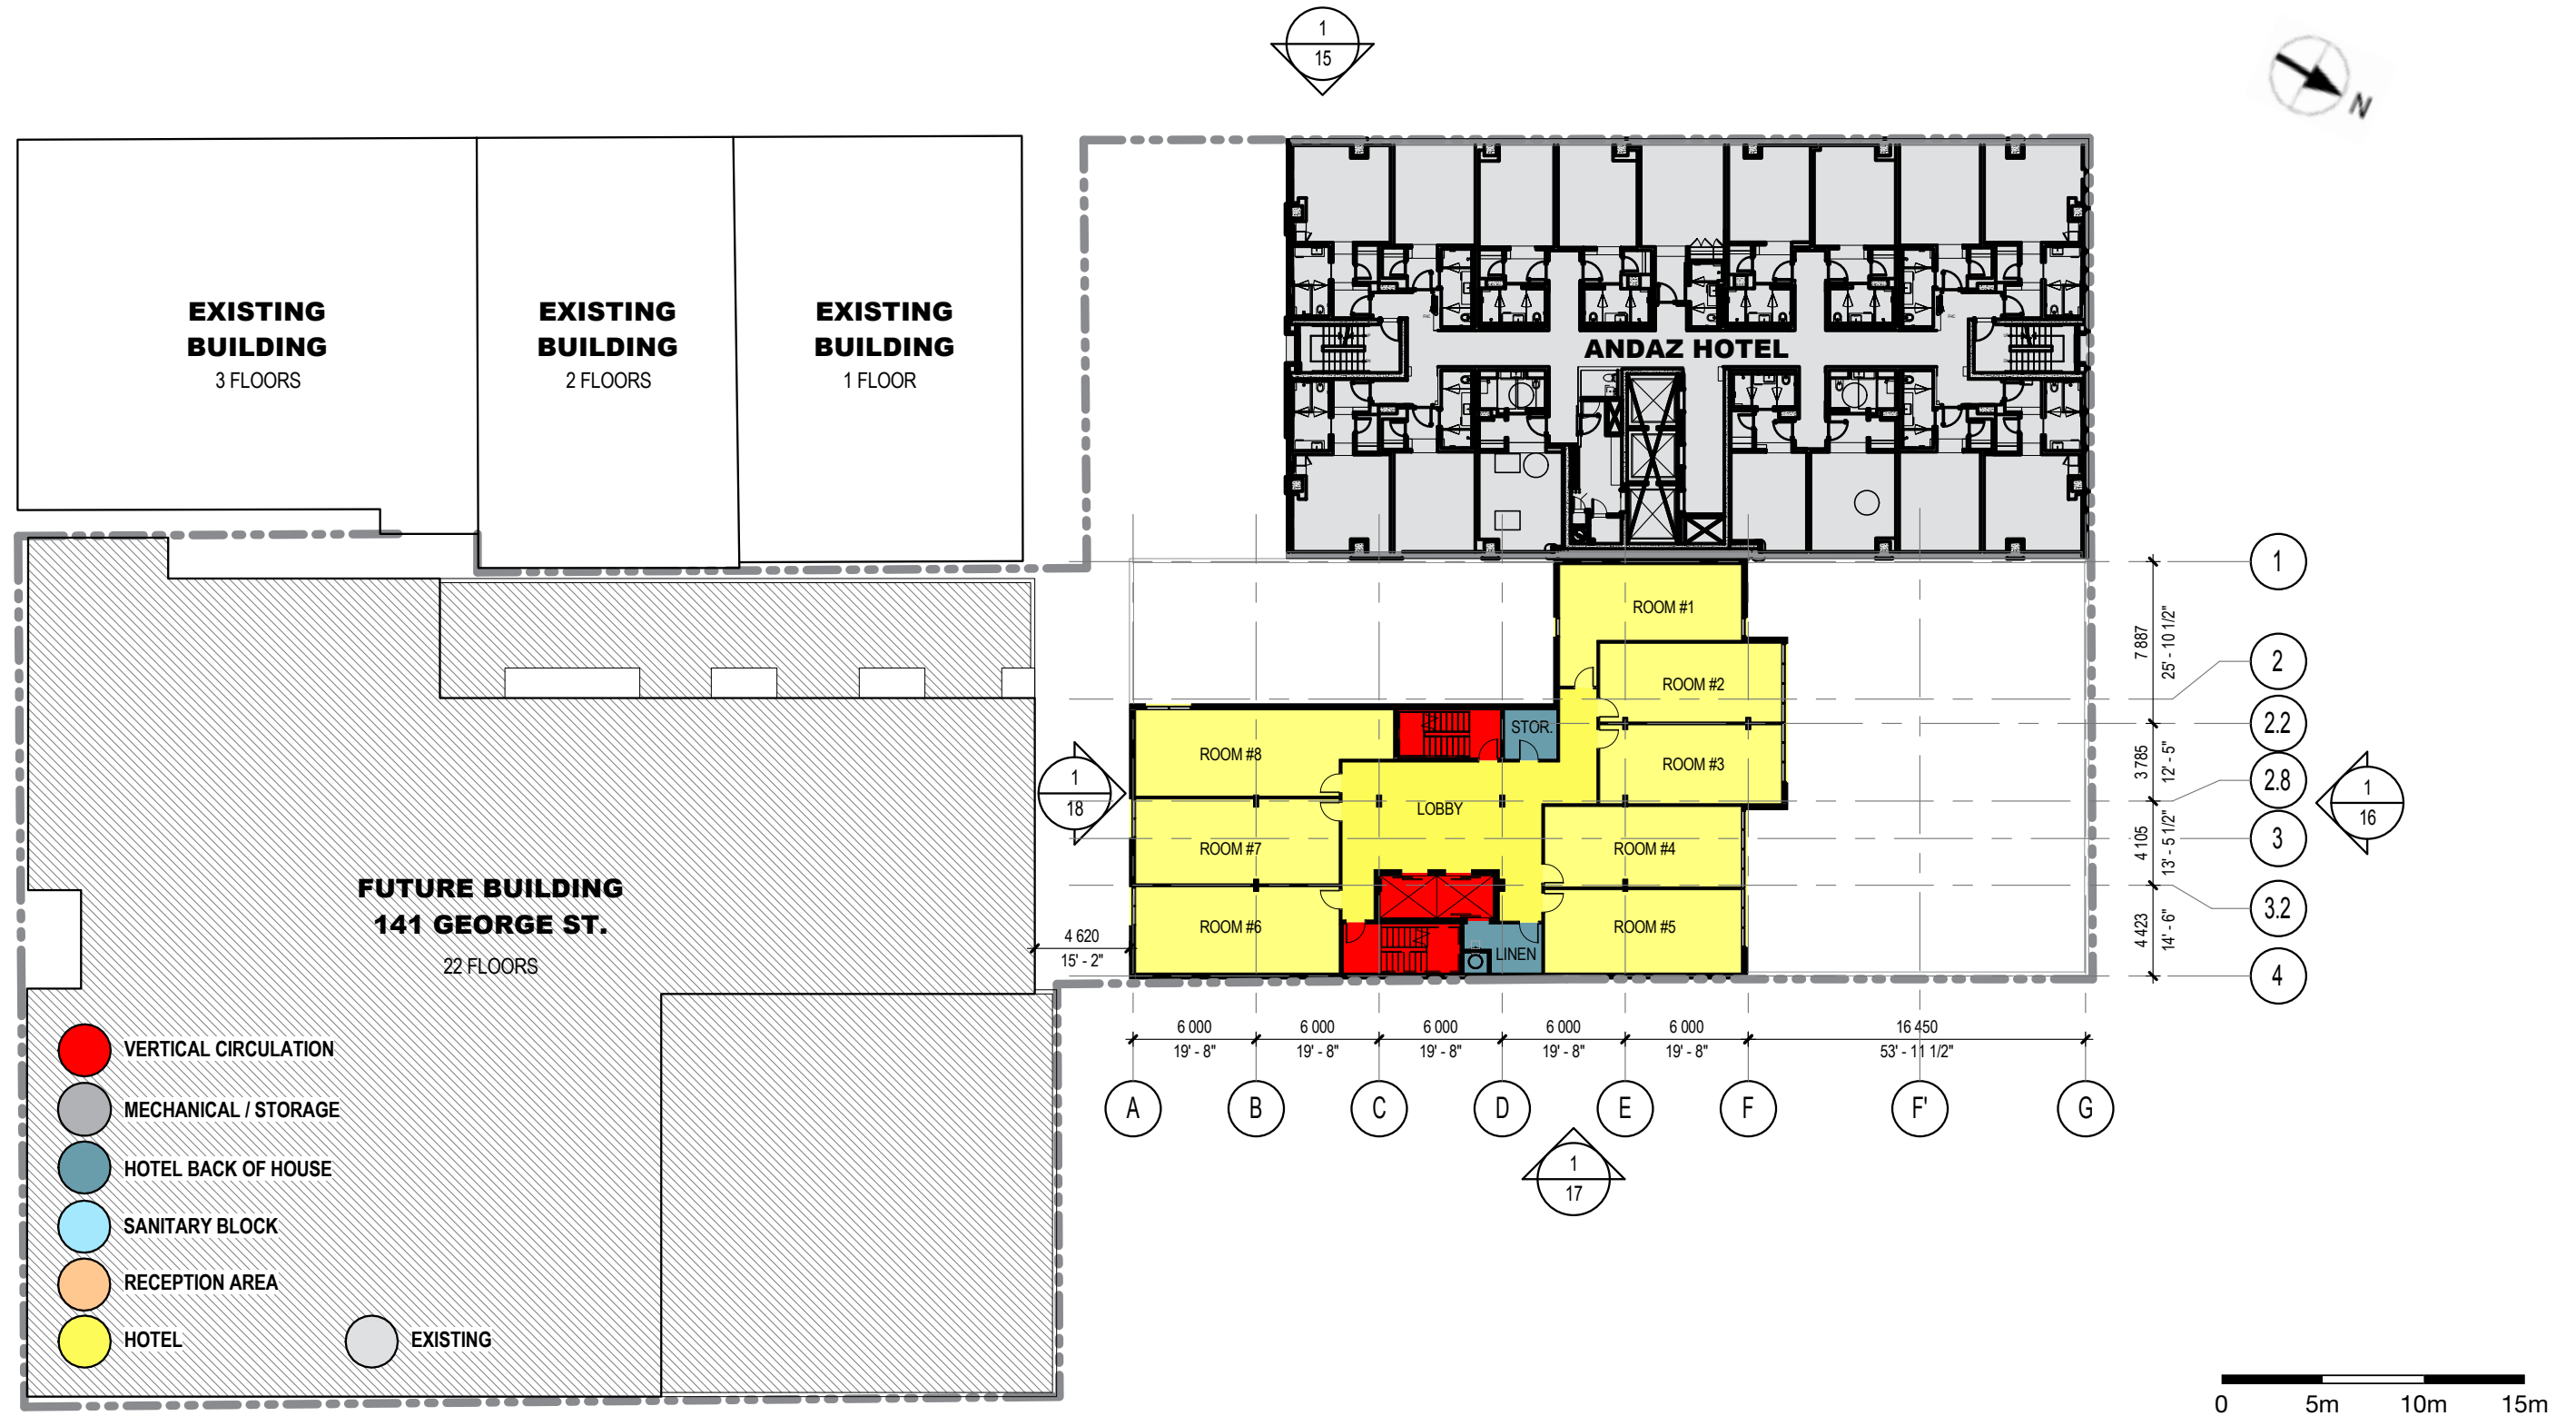 1
15
N
EXISTING
BUILDING
3 FLOORS
EXISTING
BUILDING
2 FLOORS
EXISTING
BUILDING
1 FLOOR
ANDAZ HOTEL
ROOM #1
ROOM #2
ROOM #3
ROOM #4
ROOM #5
ROOM #6
ROOM #7
ROOM #8
STOR.
LOBBY
LINEN
1
18
1
16
1
17
1
2
2.2
2.8
3
3.2
4
7 887
25' - 10 1/2"
3 785
12' - 5"
4 105
13' - 5 1/2"
4 423
14' - 6"
4 620
15' - 2"
6 000
19' - 8"
6 000
19' - 8"
6 000
19' - 8"
6 000
19' - 8"
6 000
19' - 8"
16 450
53' - 11 1/2"
A
B
C
D
E
F
F'
G
FUTURE BUILDING
141 GEORGE ST.
22 FLOORS
VERTICAL CIRCULATION
MECHANICAL / STORAGE
HOTEL BACK OF HOUSE
SANITARY BLOCK
RECEPTION AREA
HOTEL
EXISTING
0 5m 10m 15m